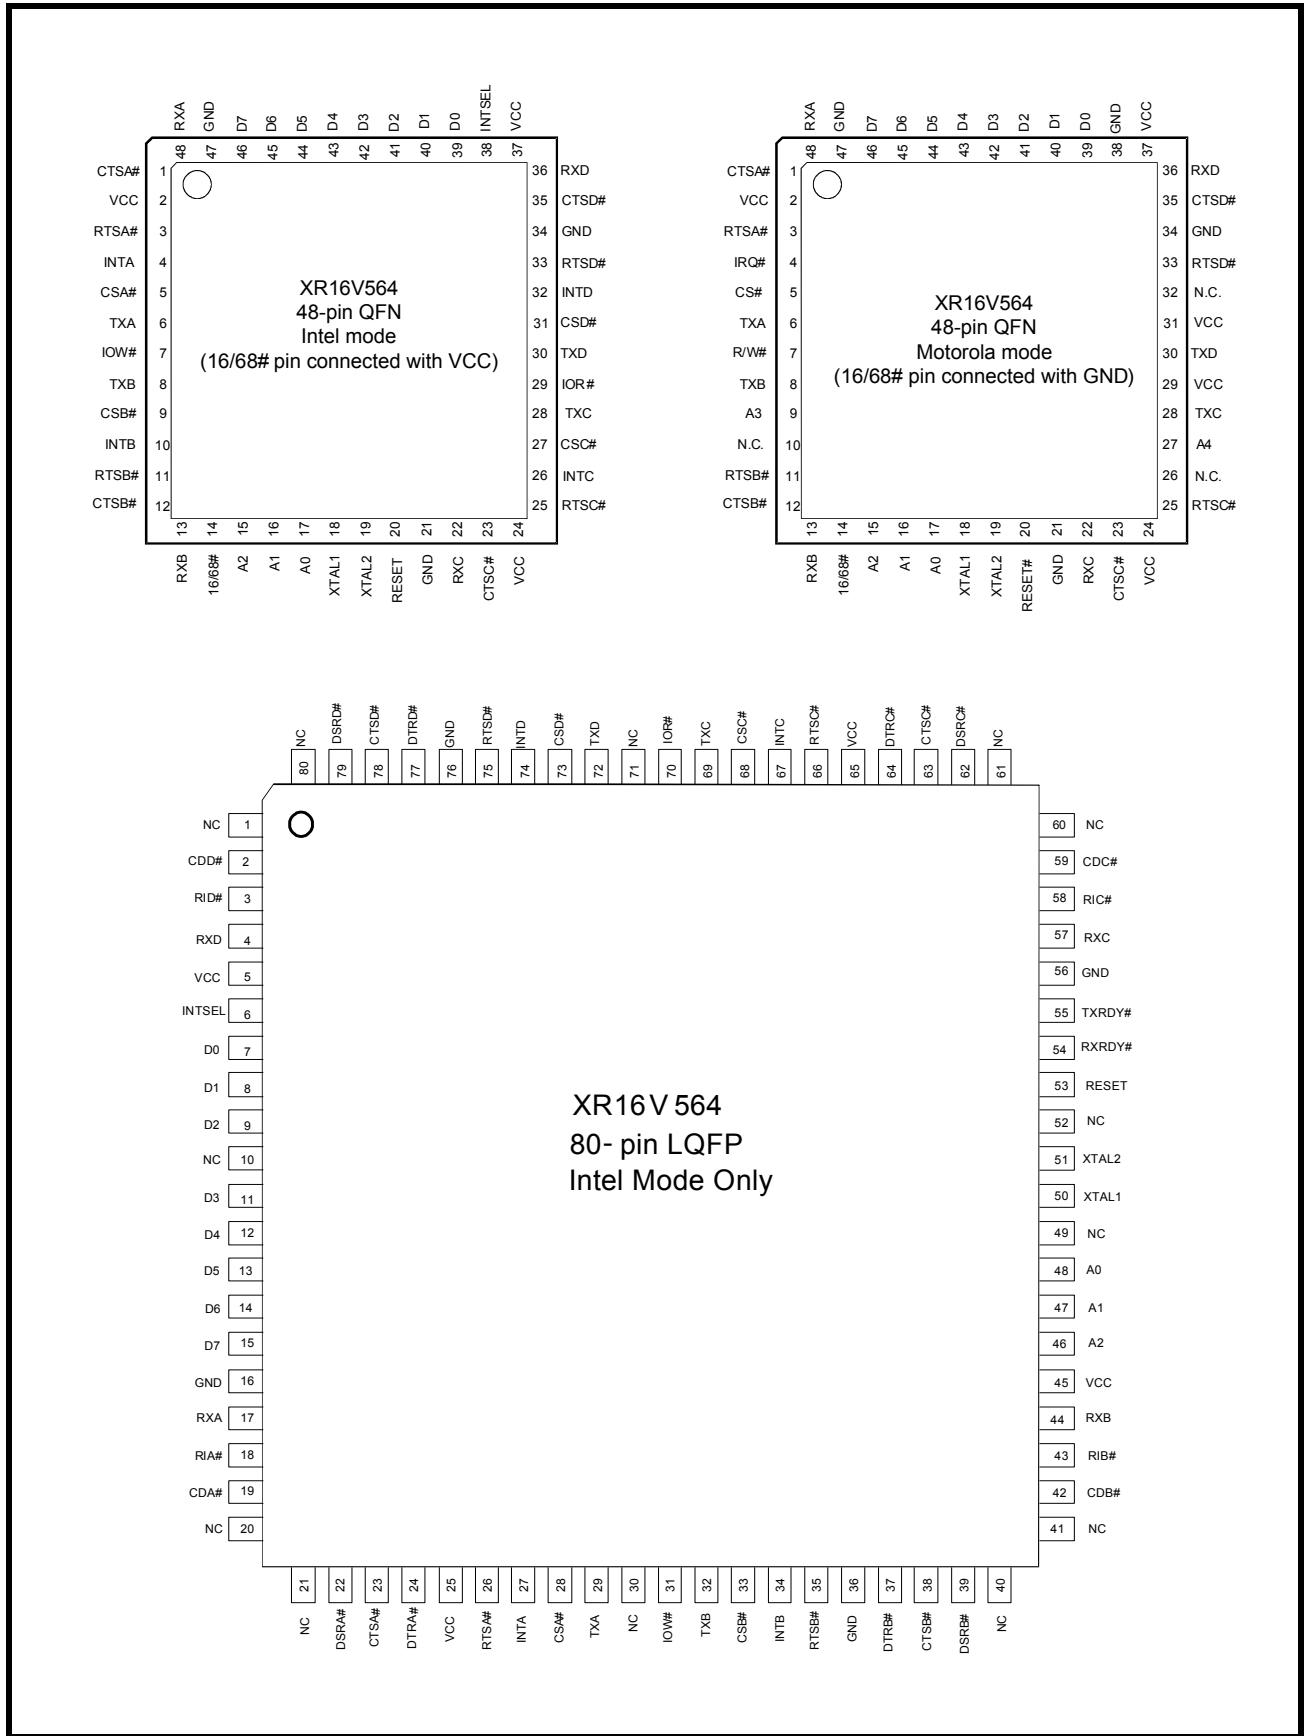 RXA GND D7 D6 D5 D4 D3 D2 D1 D0 INTSEL VCC
48 47 46 45 44 43 42 41 40 39 38 37
CTSA# 1 36 RXD
VCC 2 35 CTSD#
RTSA# 3 34 GND
INTA 4 33 RTSD#
CSA# 5 32 INTD
TXA 6 31 CSD#
IOW# 7 30 TXD
TXB 8 29 IOR#
CSB# 9 28 TXC
INTB 10 27 CSC#
RTSB# 11 26 INTC
CTSB# 12 25 RTSC#
XR16V564
48-pin QFN
Intel mode
(16/68# pin connected with VCC)
13 14 15 16 17 18 19 20 21 22 23 24
RXB 16/68# A2 A1 A0 XTAL1 XTAL2 RESET GND RXC CTSC# VCC
RXA GND D7 D6 D5 D4 D3 D2 D1 D0 GND VCC
48 47 46 45 44 43 42 41 40 39 38 37
CTSA# 1 36 RXD
VCC 2 35 CTSD#
RTSA# 3 34 GND
IRQ# 4 33 RTSD#
CS# 5 32 N.C.
TXA 6 31 VCC
R/W# 7 30 TXD
TXB 8 29 VCC
A3 9 28 TXC
N.C. 10 27 A4
RTSB# 11 26 N.C.
CTSB# 12 25 RTSC#
XR16V564
48-pin QFN
Motorola mode
(16/68# pin connected with GND)
13 14 15 16 17 18 19 20 21 22 23 24
RXB 16/68# A2 A1 A0 XTAL1 XTAL2 RESET# GND RXC CTSC# VCC
NC DSRD# CTSD# DTRD# GND RTSD# INTD CSD# TXD NC IOR# TXC CSC# INTC RTSC# VCC DTRC# CTSC# DSRC# NC
80 79 78 77 76 75 74 73 72 71 70 69 68 67 66 65 64 63 62 61
NC 1 60 NC
CDD# 2 59 CDC#
RID# 3 58 RIC#
RXD 4 57 RXC
VCC 5 56 GND
INTSEL 6 55 TXRDY#
D0 7 54 RXRDY#
D1 8 53 RESET
D2 9 52 NC
NC 10 51 XTAL2
D3 11 50 XTAL1
D4 12 49 NC
D5 13 48 A0
D6 14 47 A1
D7 15 46 A2
GND 16 45 VCC
RXA 17 44 RXB
RIA# 18 43 RIB#
CDA# 19 42 CDB#
NC 20 41 NC
XR16V 564
80- pin LQFP
Intel Mode Only
21 22 23 24 25 26 27 28 29 30 31 32 33 34 35 36 37 38 39 40
NC DSRA# CTSA# DTRA# VCC RTSA# INTA CSA# TXA NC IOW# TXB CSB# INTB RTSB# GND DTRB# CTSB# DSRB# NC